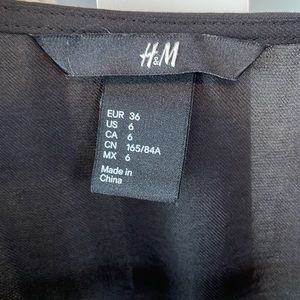 H&M
EUR 36
US 6
CA 6
CN 165/84A
MX 6
Made in
China